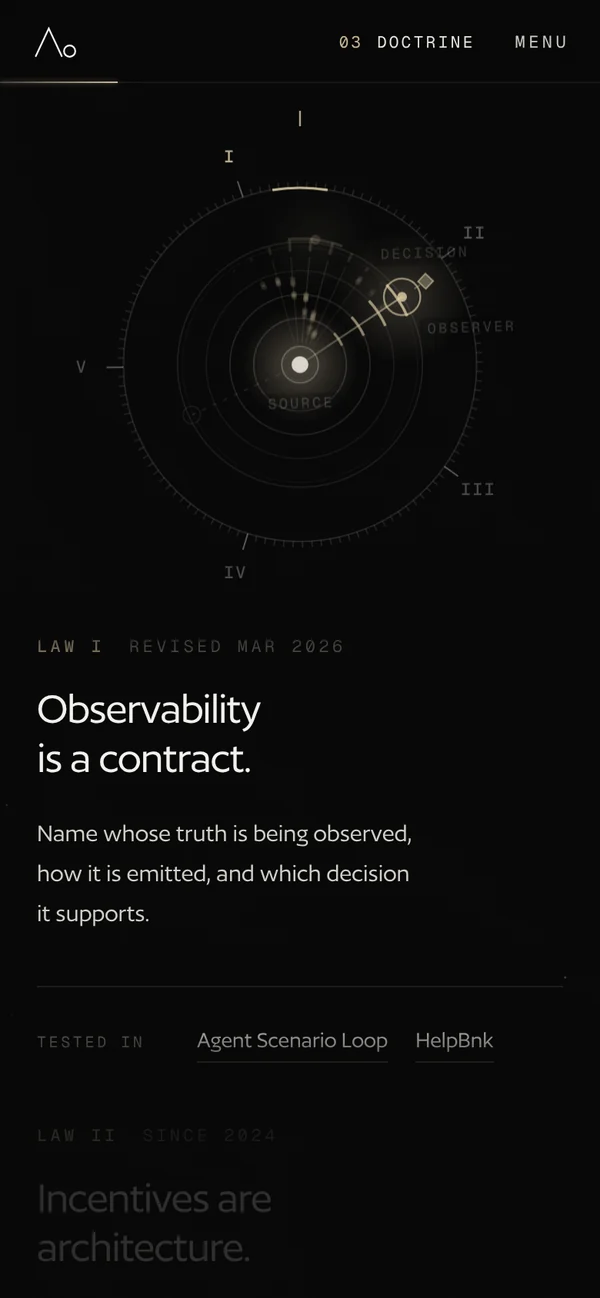 03 DOCTRINE MENU
I
II
DECISION
OBSERVER
V
SOURCE
III
IV
LAW I REVISED MAR 2026
Observability
is a contract.
Name whose truth is being observed,
how it is emitted, and which decision
it supports.
TESTED IN Agent Scenario Loop HelpBnk
LAW II SINCE 2024
Incentives are
architecture.